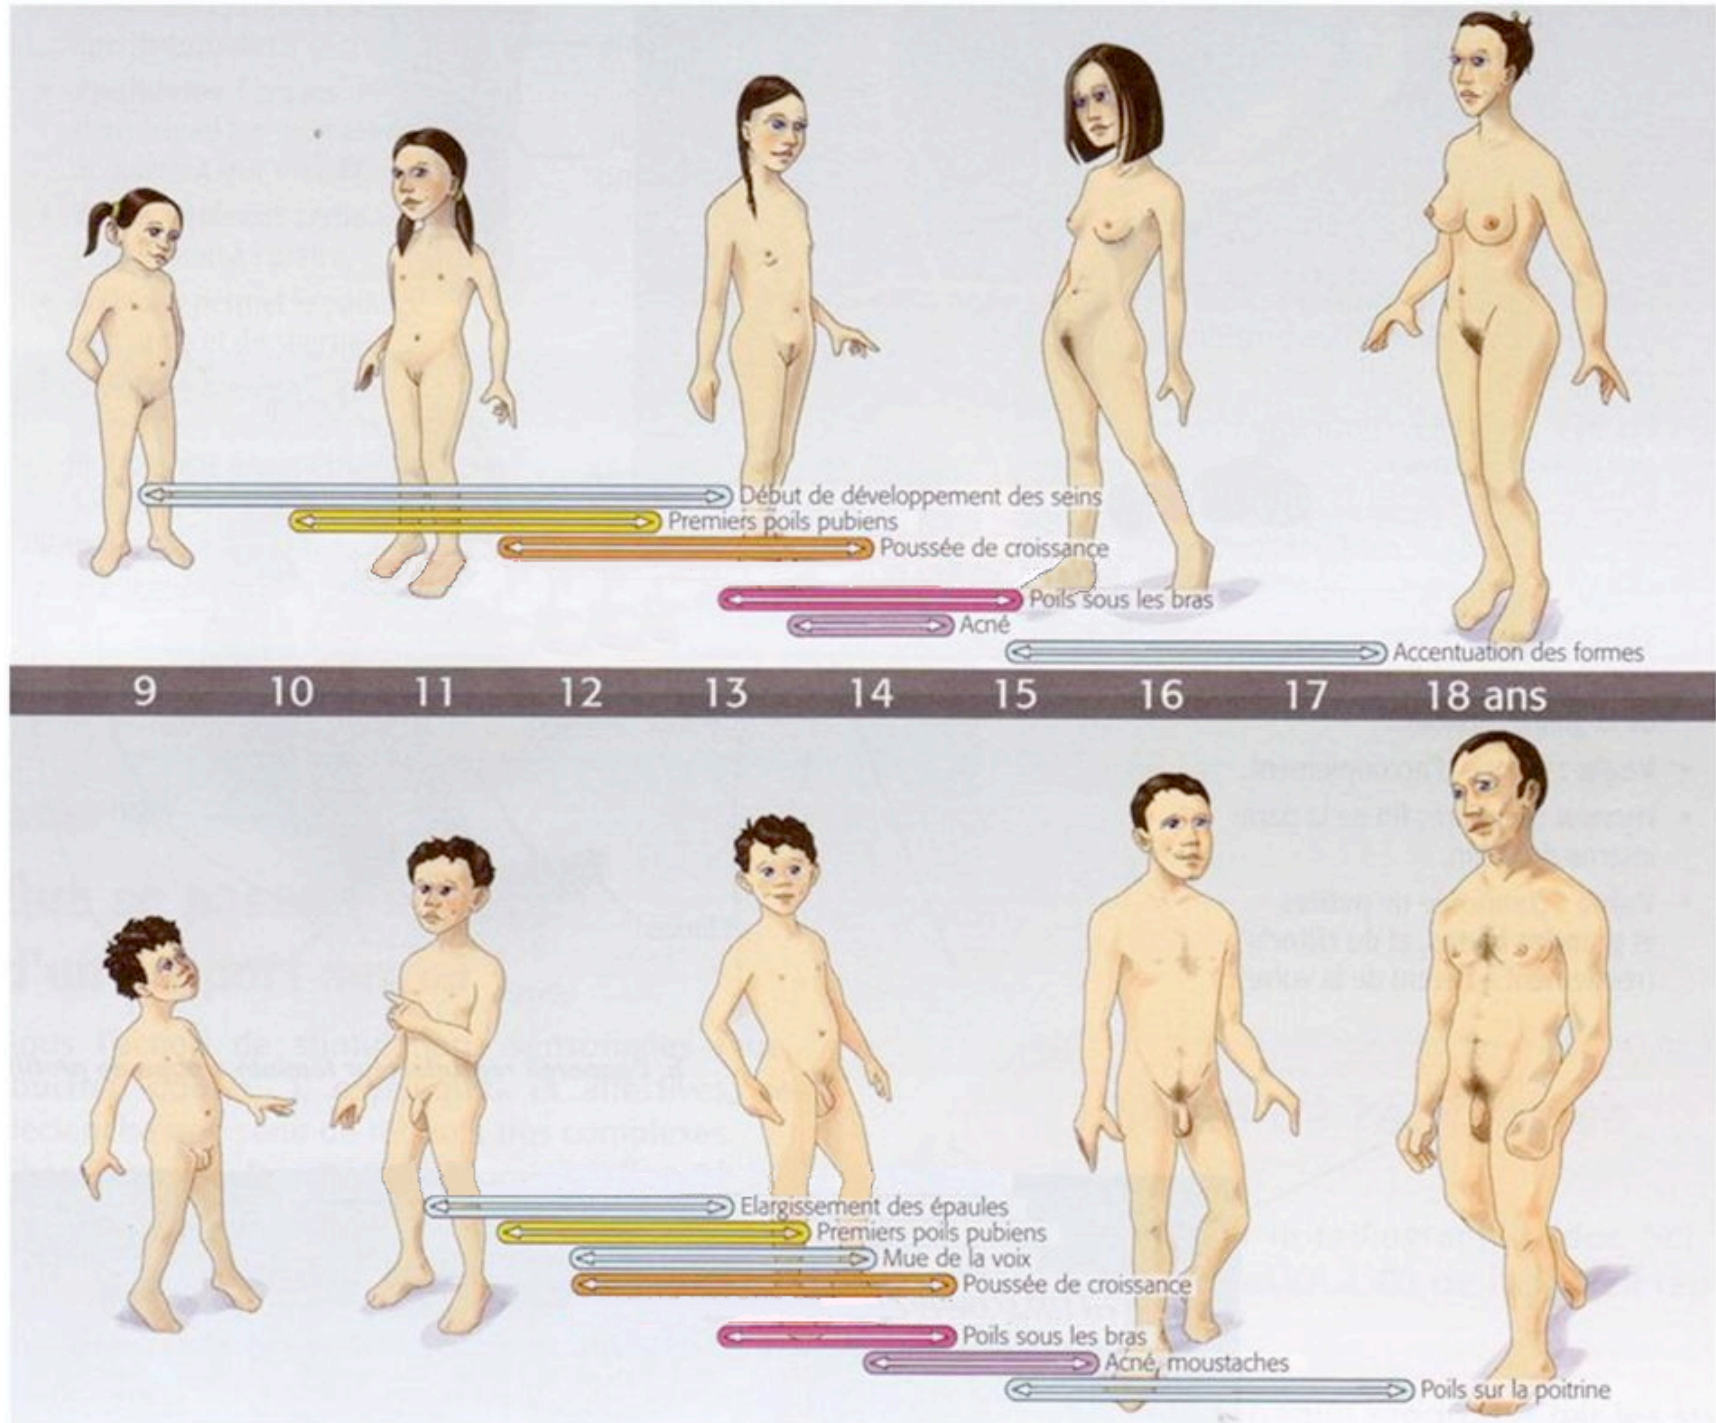 Début de développement des seins
Premiers poils pubiens
Poussée de croissance
Poils sous les bras
Acné
Accentuation des formes
9 10 11 12 13 14 15 16 17 18 ans
Elargissement des épaules
Premiers poils pubiens
Mue de la voix
Poussée de croissance
Poils sous les bras
Acné, moustaches
Poils sur la poitrine